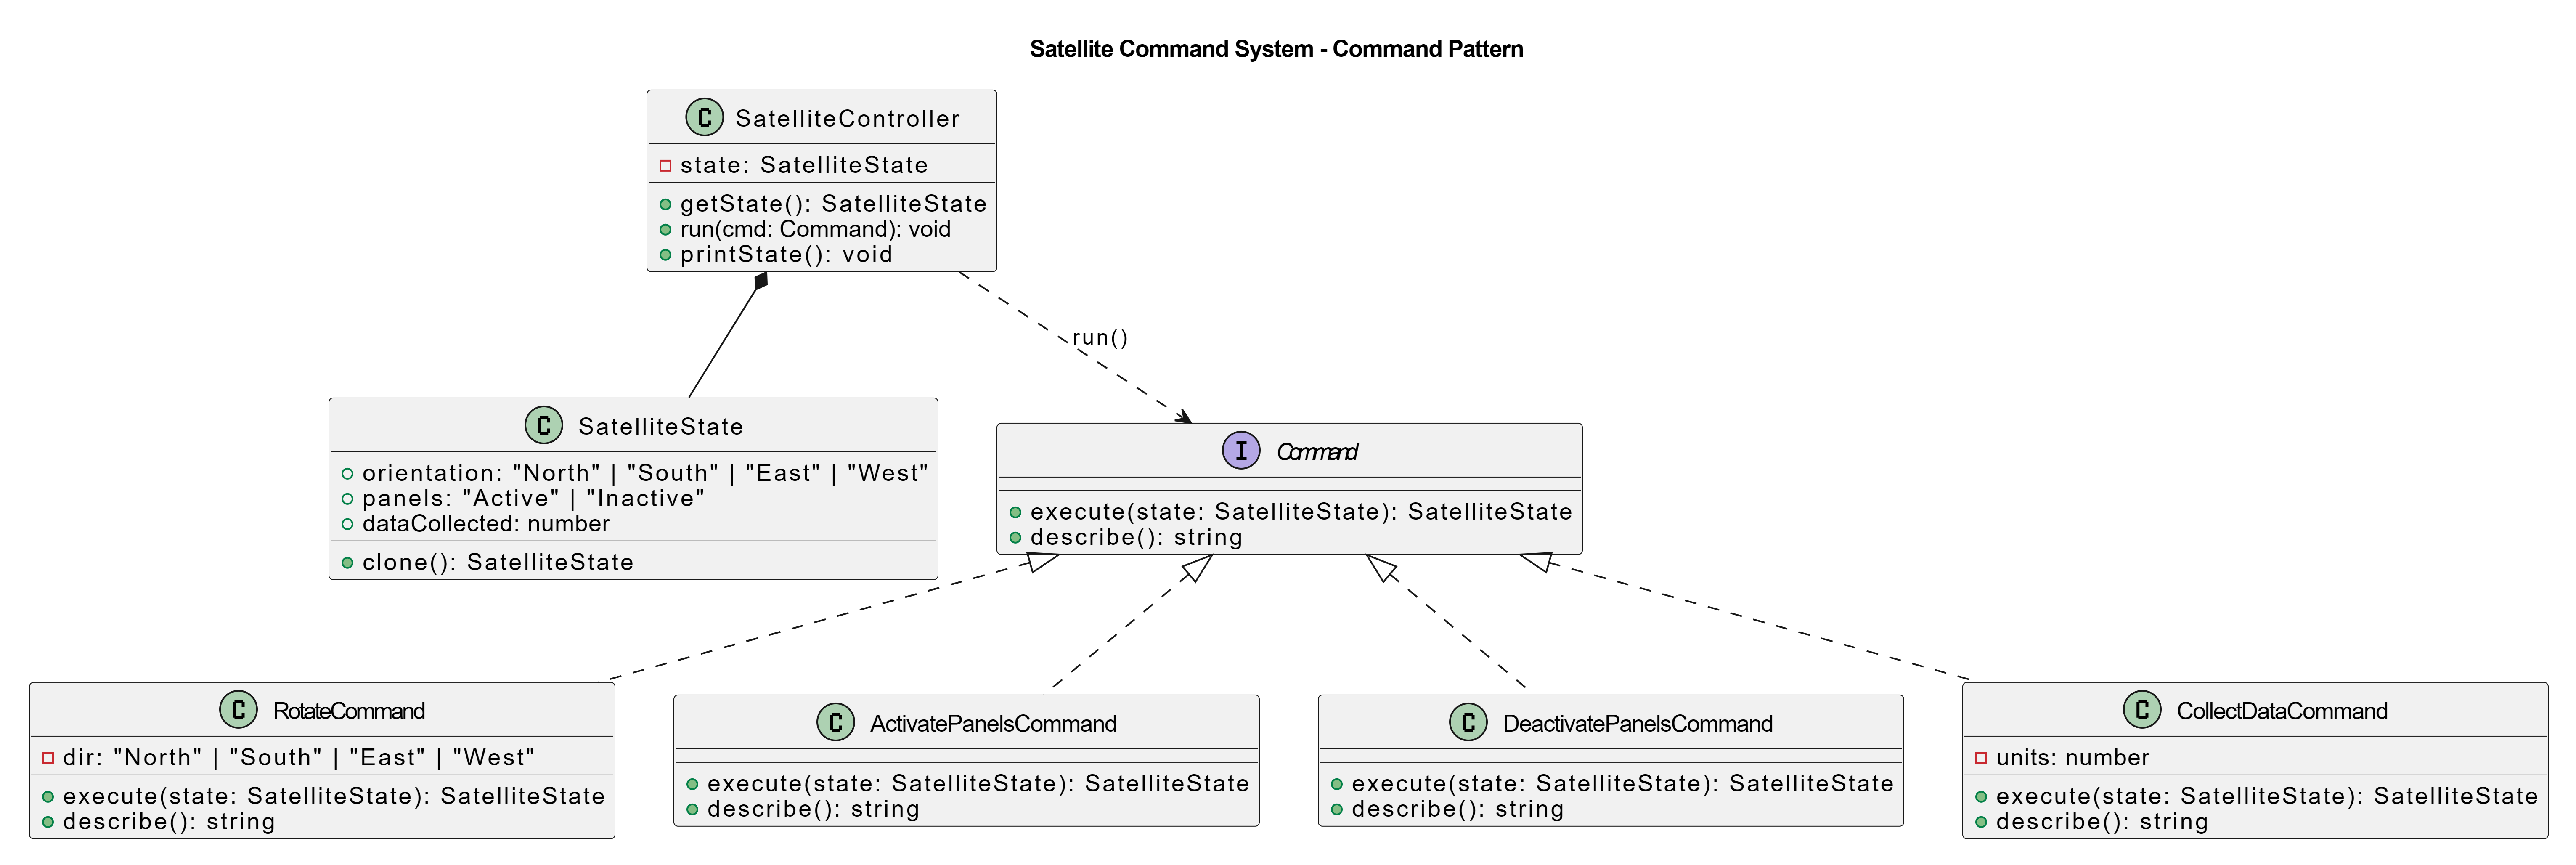 Satellite Command System - Command Pattern
C SatelliteController
state: SatelliteState
getState(): SatelliteState
run(cmd: Command): void
printState(): void
run()
C SatelliteState
orientation: "North" | "South" | "East" | "West"
panels: "Active" | "Inactive"
dataCollected: number
clone(): SatelliteState
I Command
execute(state: SatelliteState): SatelliteState
describe(): string
C RotateCommand
dir: "North" | "South" | "East" | "West"
execute(state: SatelliteState): SatelliteState
describe(): string
C ActivatePanelsCommand
execute(state: SatelliteState): SatelliteState
describe(): string
C DeactivatePanelsCommand
execute(state: SatelliteState): SatelliteState
describe(): string
C CollectDataCommand
units: number
execute(state: SatelliteState): SatelliteState
describe(): string